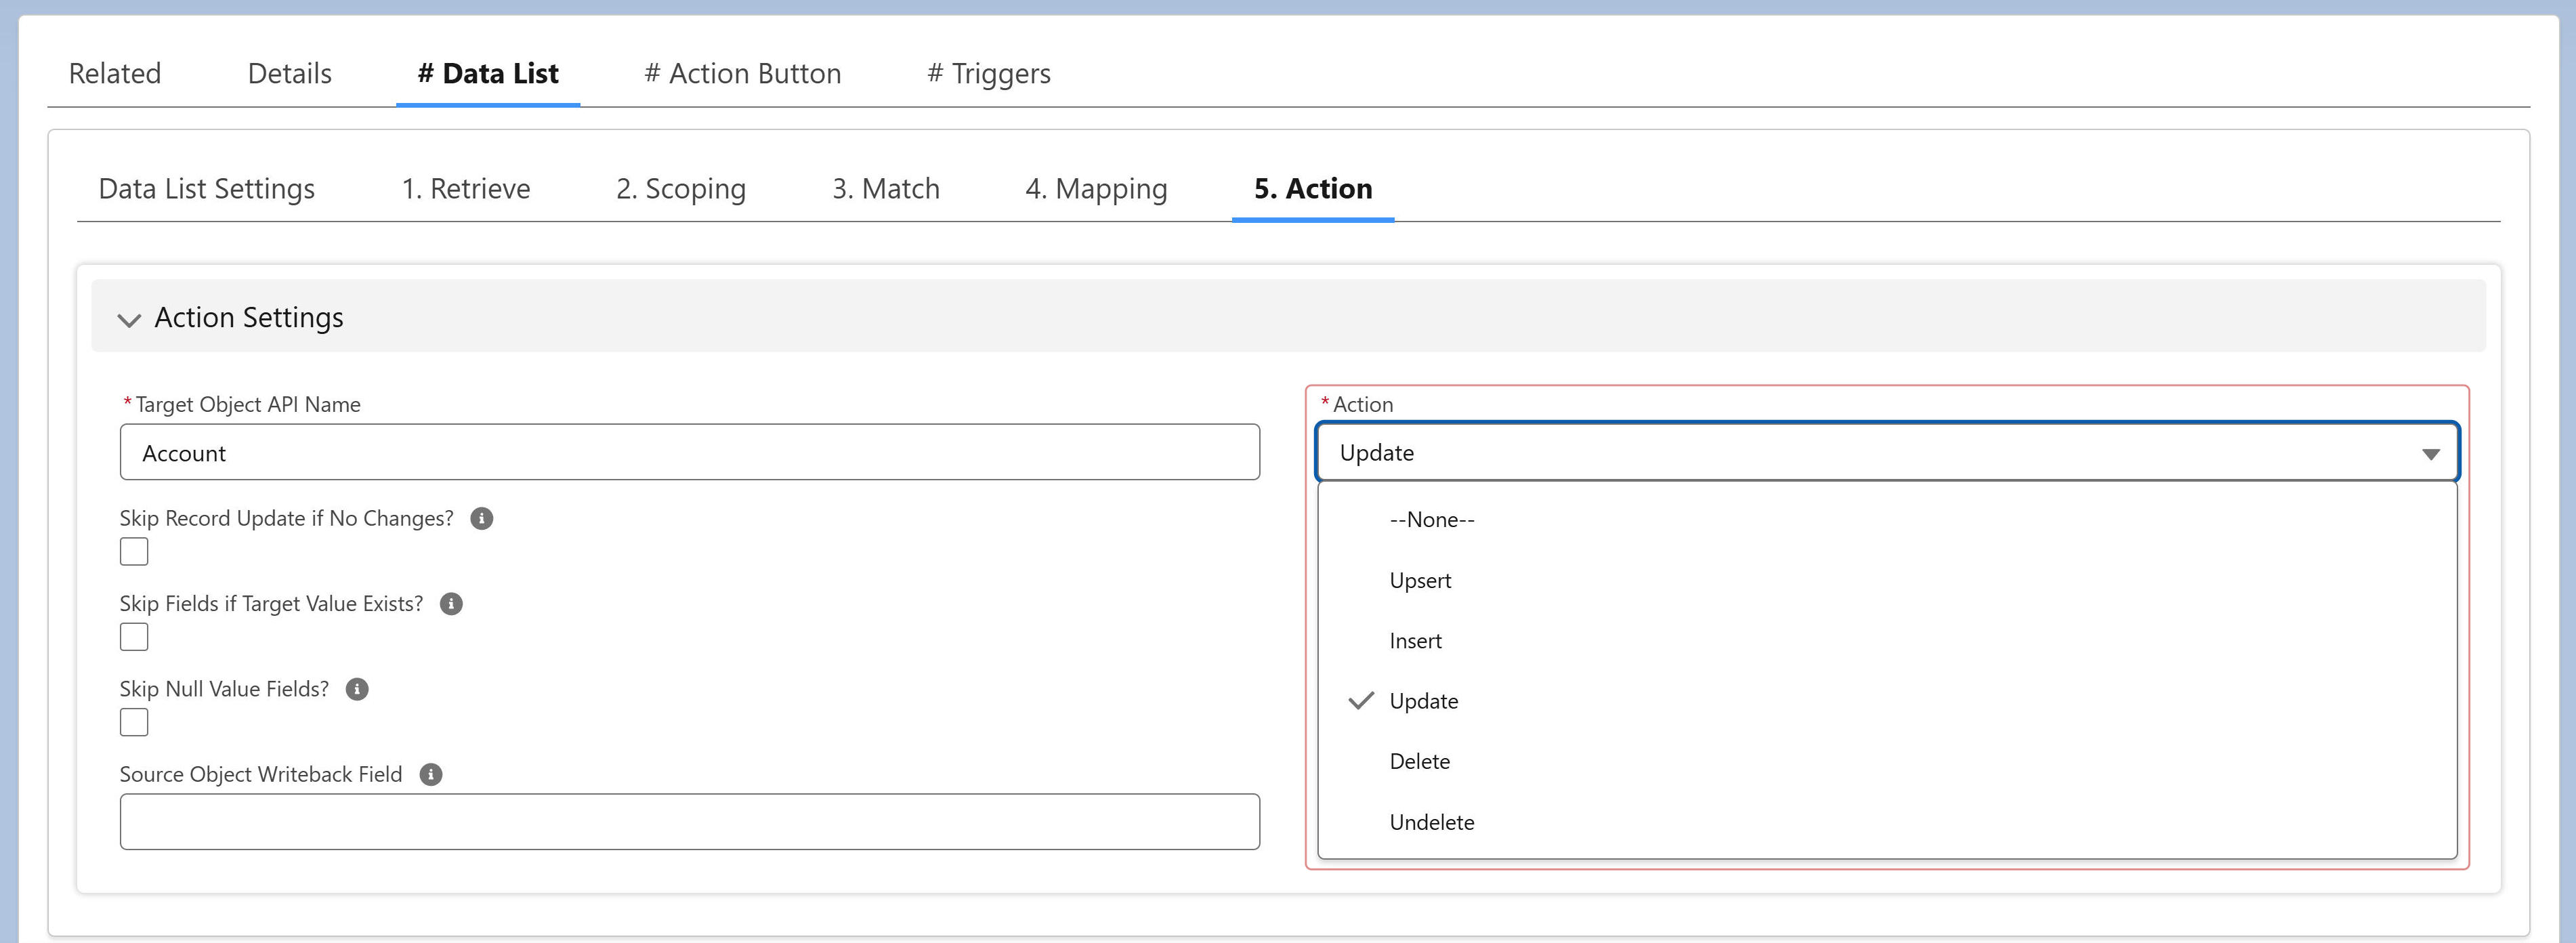 Related Details # Data List # Action Button # Triggers
Data List Settings 1. Retrieve 2. Scoping 3. Match 4. Mapping 5. Action
Action Settings
* Target Object API Name
Account
Skip Record Update if No Changes?
Skip Fields if Target Value Exists?
Skip Null Value Fields?
Source Object Writeback Field
* Action
Update
--None--
Upsert
Insert
Update
Delete
Undelete